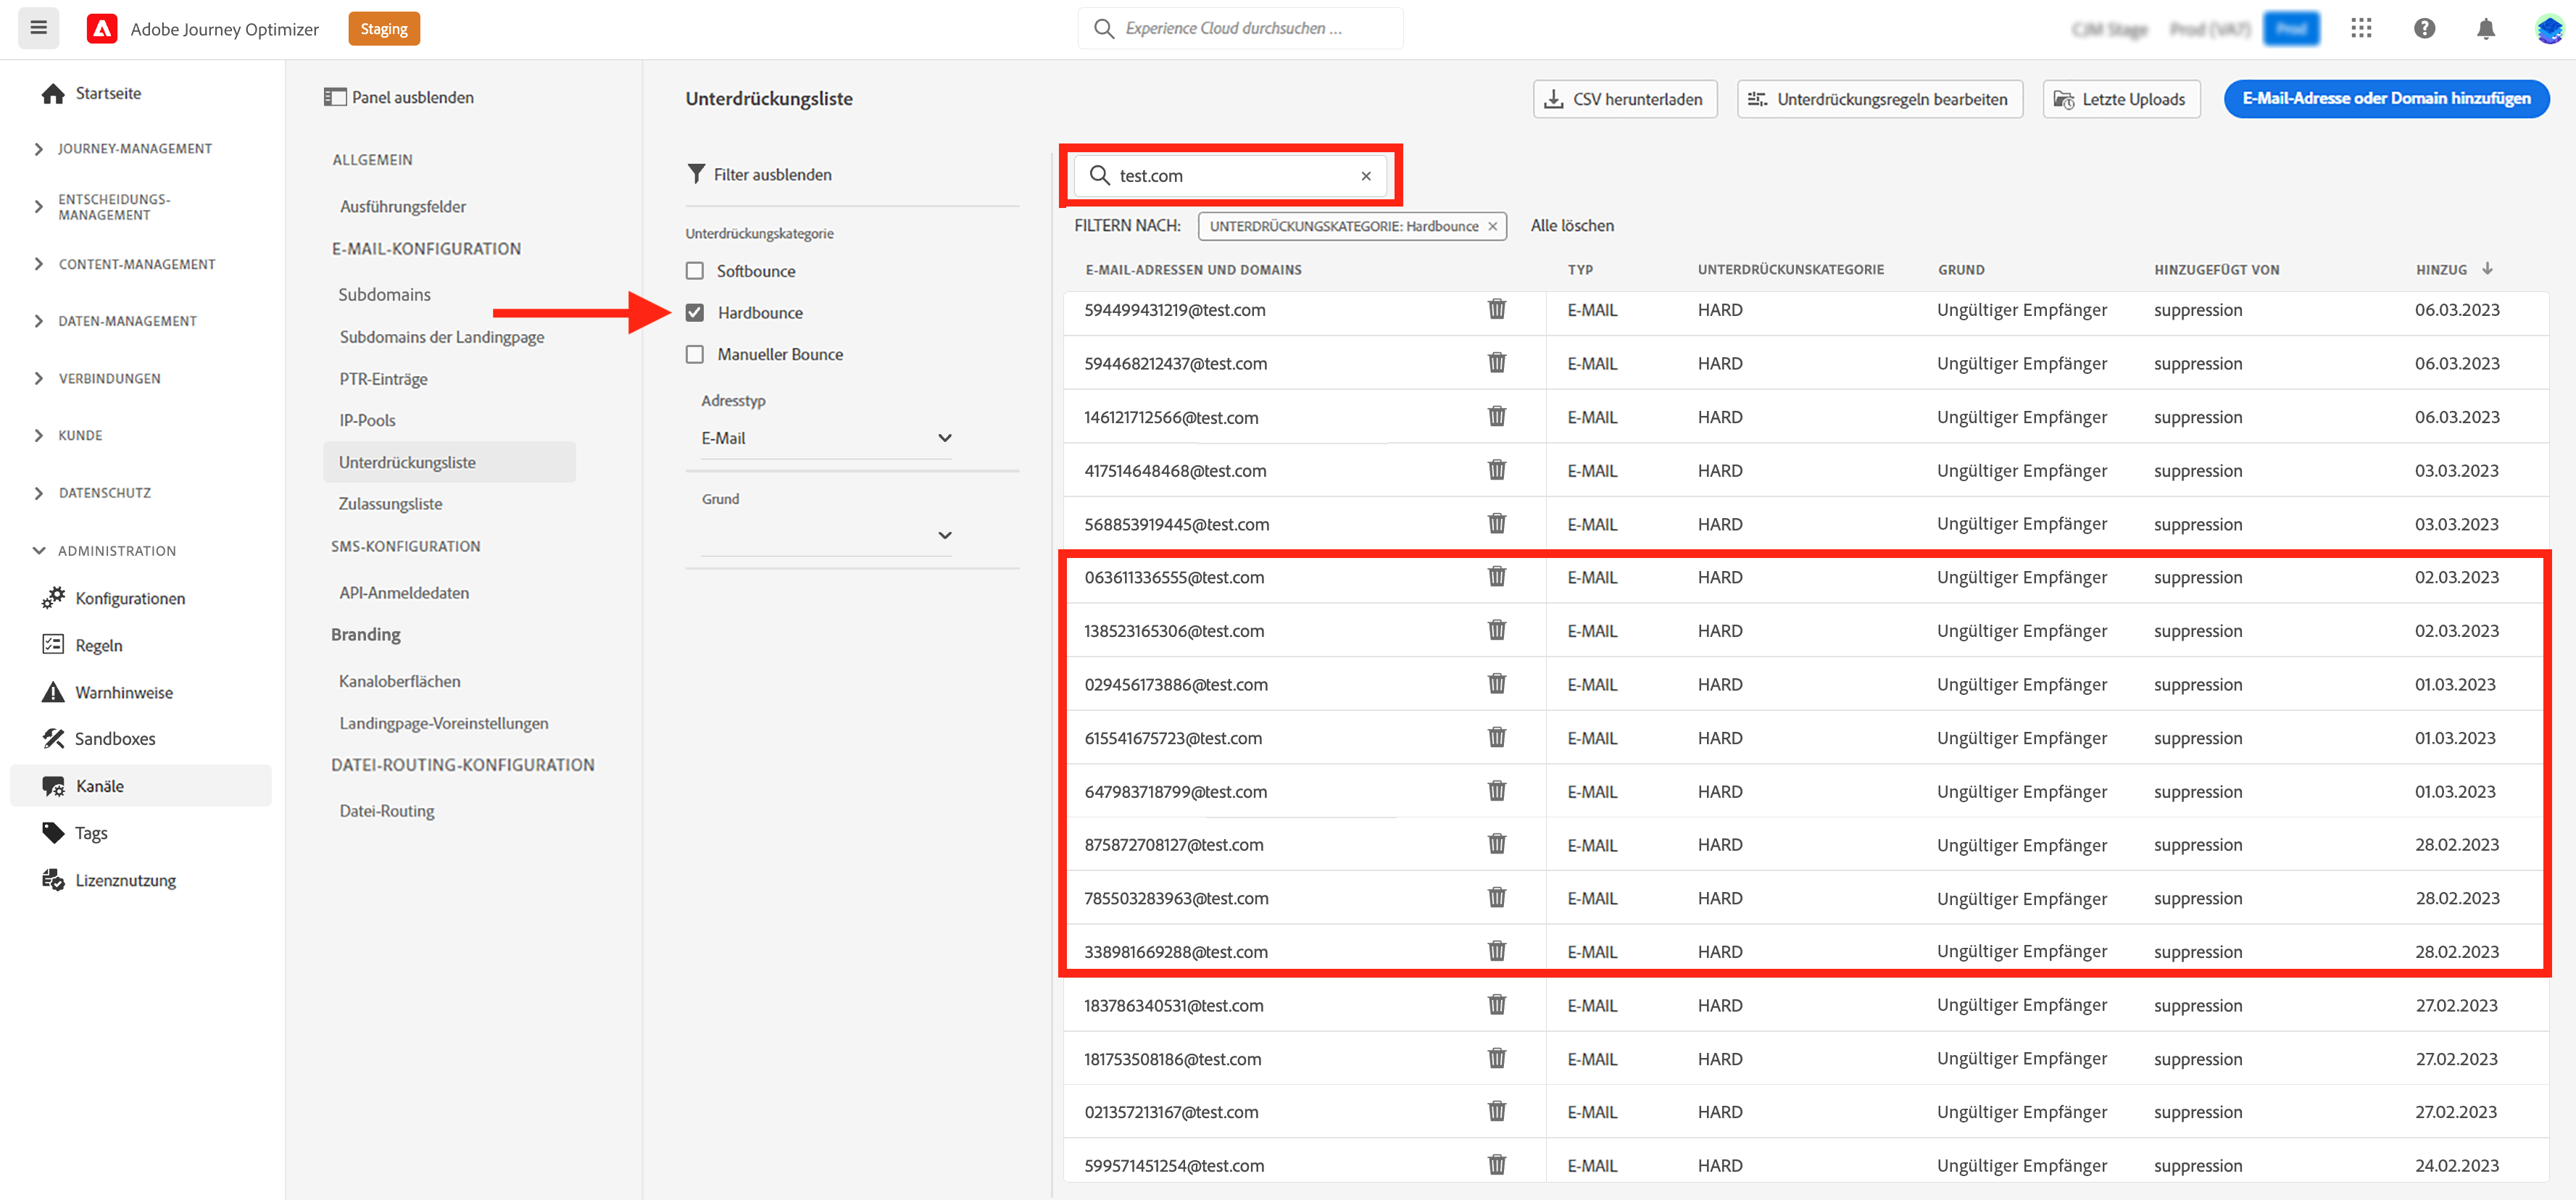 Adobe Journey Optimizer
Staging
Experience Cloud durchsuchen ...
Startseite
JOURNEY-MANAGEMENT
ENTSCHEIDUNGS-
MANAGEMENT
CONTENT-MANAGEMENT
DATEN-MANAGEMENT
VERBINDUNGEN
KUNDE
DATENSCHUTZ
ADMINISTRATION
Konfigurationen
Regeln
Warnhinweise
Sandboxes
Kanäle
Tags
Lizenznutzung
Panel ausblenden
ALLGEMEIN
Ausführungsfelder
E-MAIL-KONFIGURATION
Subdomains
Subdomains der Landingpage
PTR-Einträge
IP-Pools
Unterdrückungsliste
Zulassungsliste
SMS-KONFIGURATION
API-Anmeldedaten
Branding
Kanaloberflächen
Landingpage-Voreinstellungen
DATEI-ROUTING-KONFIGURATION
Datei-Routing
Unterdrückungsliste
CSV herunterladen
Unterdrückungsregeln bearbeiten
Letzte Uploads
E-Mail-Adresse oder Domain hinzufügen
Filter ausblenden
Unterdrückungskategorie
Softbounce
Hardbounce
Manueller Bounce
Adresstyp
E-Mail
Grund
test.com
FILTERN NACH: UNTERDRÜCKUNGSKATEGORIE: Hardbounce Alle löschen
E-MAIL-ADRESSEN UND DOMAINS TYP UNTERDRÜCKUNSKATEGORIE GRUND HINZUGEFÜGT VON HINZUG
594499431219@test.com E-MAIL HARD Ungültiger Empfänger suppression 06.03.2023
594468212437@test.com E-MAIL HARD Ungültiger Empfänger suppression 06.03.2023
146121712566@test.com E-MAIL HARD Ungültiger Empfänger suppression 06.03.2023
417514648468@test.com E-MAIL HARD Ungültiger Empfänger suppression 03.03.2023
568853919445@test.com E-MAIL HARD Ungültiger Empfänger suppression 03.03.2023
063611336555@test.com E-MAIL HARD Ungültiger Empfänger suppression 02.03.2023
138523165306@test.com E-MAIL HARD Ungültiger Empfänger suppression 02.03.2023
029456173886@test.com E-MAIL HARD Ungültiger Empfänger suppression 01.03.2023
615541675723@test.com E-MAIL HARD Ungültiger Empfänger suppression 01.03.2023
647983718799@test.com E-MAIL HARD Ungültiger Empfänger suppression 01.03.2023
875872708127@test.com E-MAIL HARD Ungültiger Empfänger suppression 28.02.2023
785503283963@test.com E-MAIL HARD Ungültiger Empfänger suppression 28.02.2023
338981669288@test.com E-MAIL HARD Ungültiger Empfänger suppression 28.02.2023
183786340531@test.com E-MAIL HARD Ungültiger Empfänger suppression 27.02.2023
181753508186@test.com E-MAIL HARD Ungültiger Empfänger suppression 27.02.2023
021357213167@test.com E-MAIL HARD Ungültiger Empfänger suppression 27.02.2023
599571451254@test.com E-MAIL HARD Ungültiger Empfänger suppression 24.02.2023